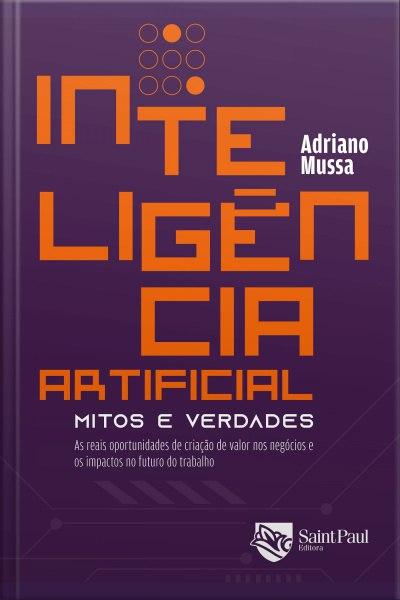 INTE
Adriano
Mussa
LIGÊN
CIA
ARTIFICIAL
MITOS E VERDADES
As reais oportunidades de criação de valor nos negócios e
os impactos no futuro do trabalho
Saint Paul
Editora